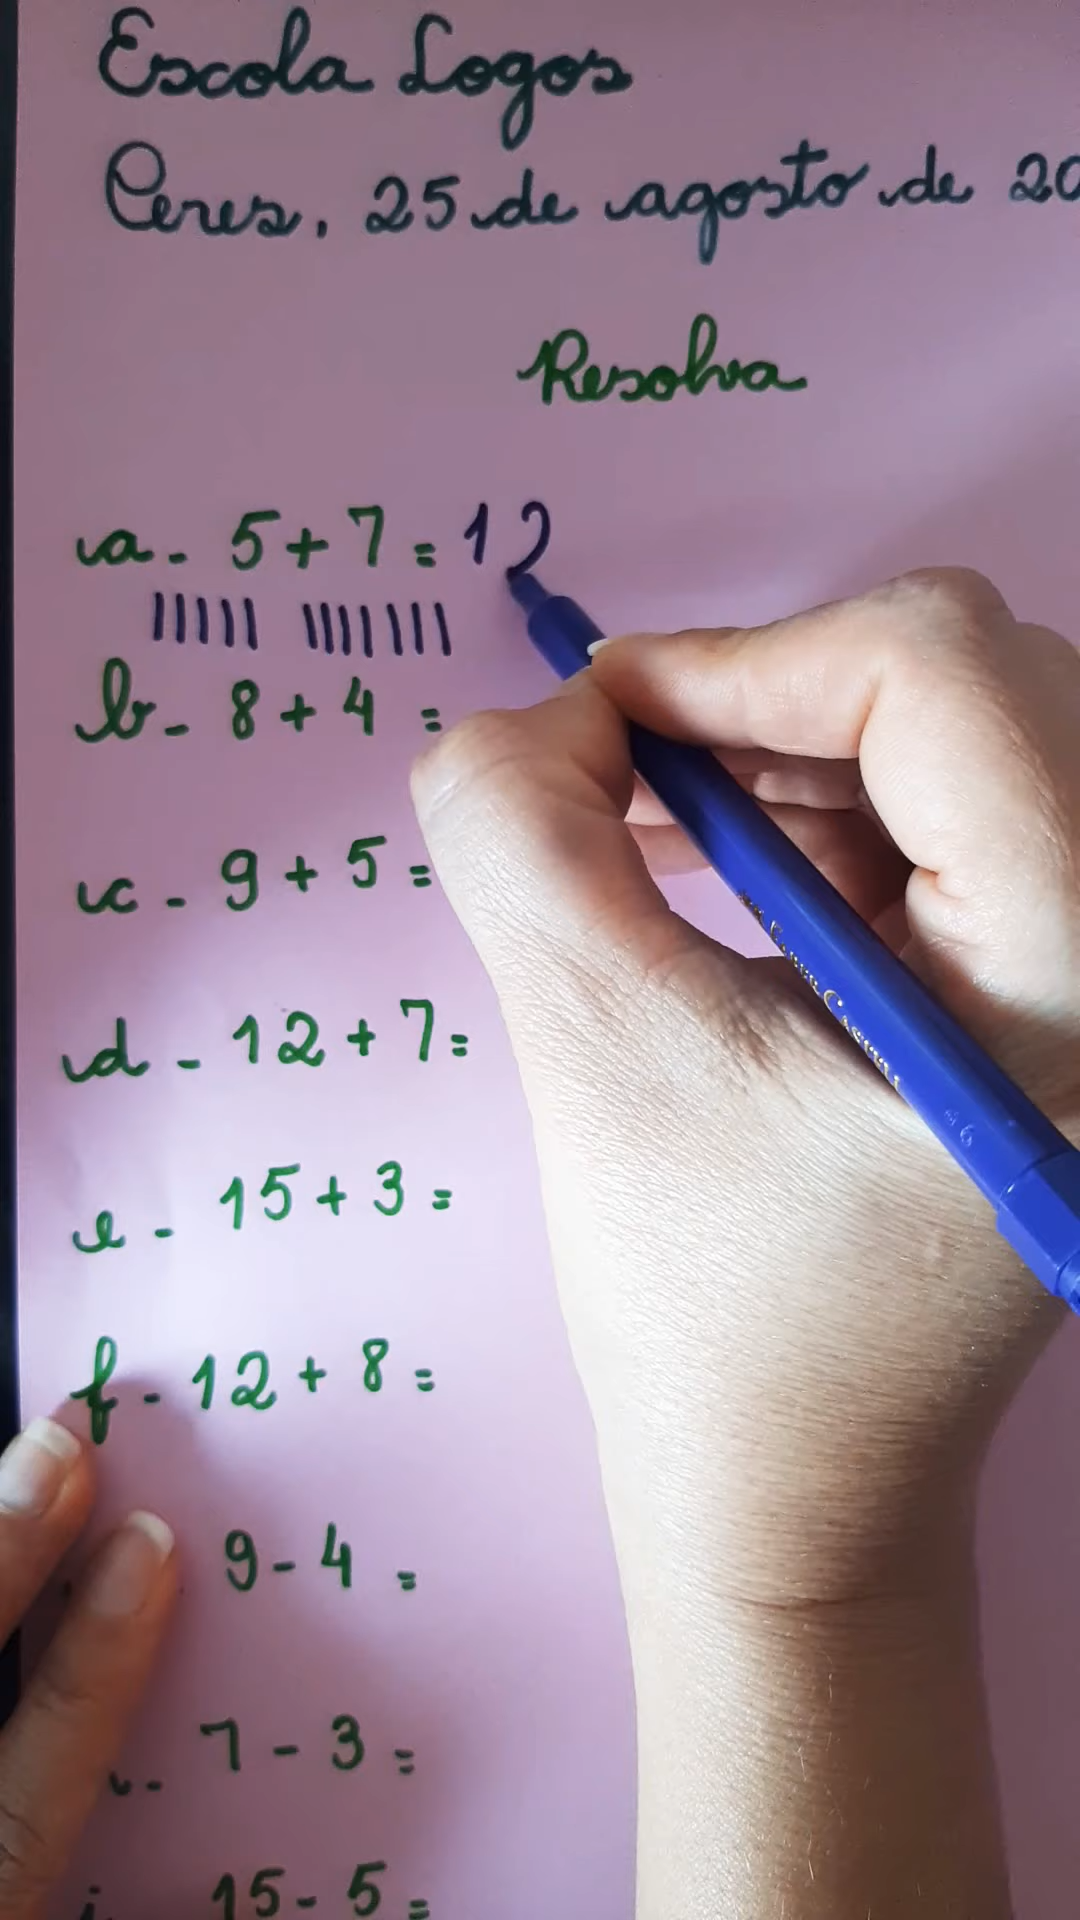 Escola Logos
Ceres, 25 de agosto de 20
Resolva
a - 5 + 7 = 12
b - 8 + 4 =
c - 9 + 5 =
d - 12 + 7 =
e - 15 + 3 =
f - 12 + 8 =
9 - 4 =
7 - 3 =
15 - 5 =